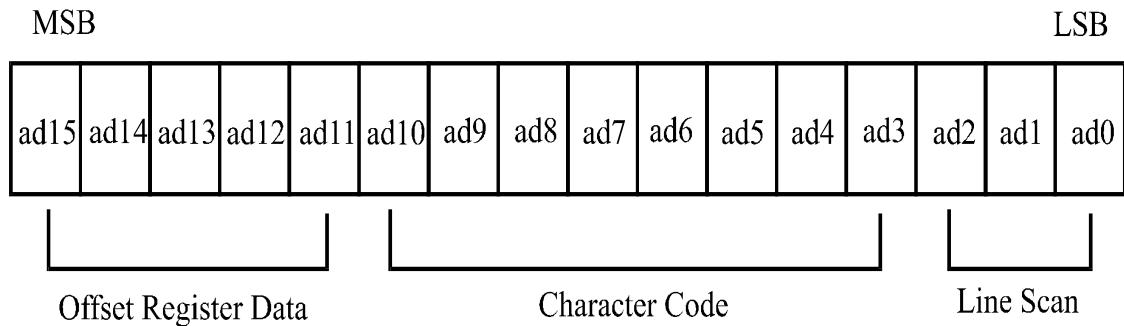 MSB LSB
ad15 ad14 ad13 ad12 ad11 ad10 ad9 ad8 ad7 ad6 ad5 ad4 ad3 ad2 ad1 ad0
Offset Register Data Character Code Line Scan